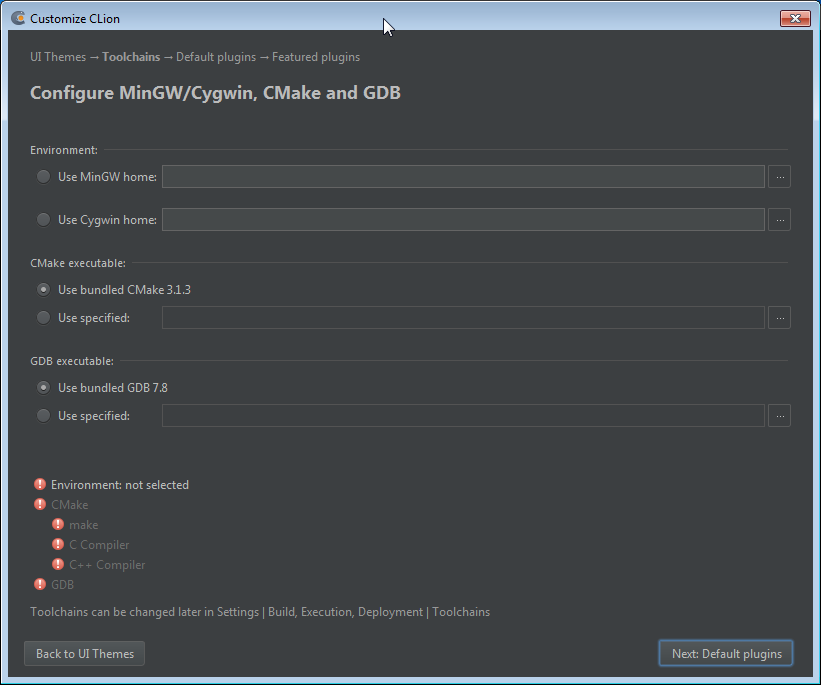 Customize CLion
UI Themes → Toolchains → Default plugins → Featured plugins
Configure MinGW/Cygwin, CMake and GDB
Environment:
Use MinGW home: ...
Use Cygwin home: ...
CMake executable:
Use bundled CMake 3.1.3
Use specified: ...
GDB executable:
Use bundled GDB 7.8
Use specified: ...
Environment: not selected
CMake
make
C Compiler
C++ Compiler
GDB
Toolchains can be changed later in Settings | Build, Execution, Deployment | Toolchains
Back to UI Themes
Next: Default plugins